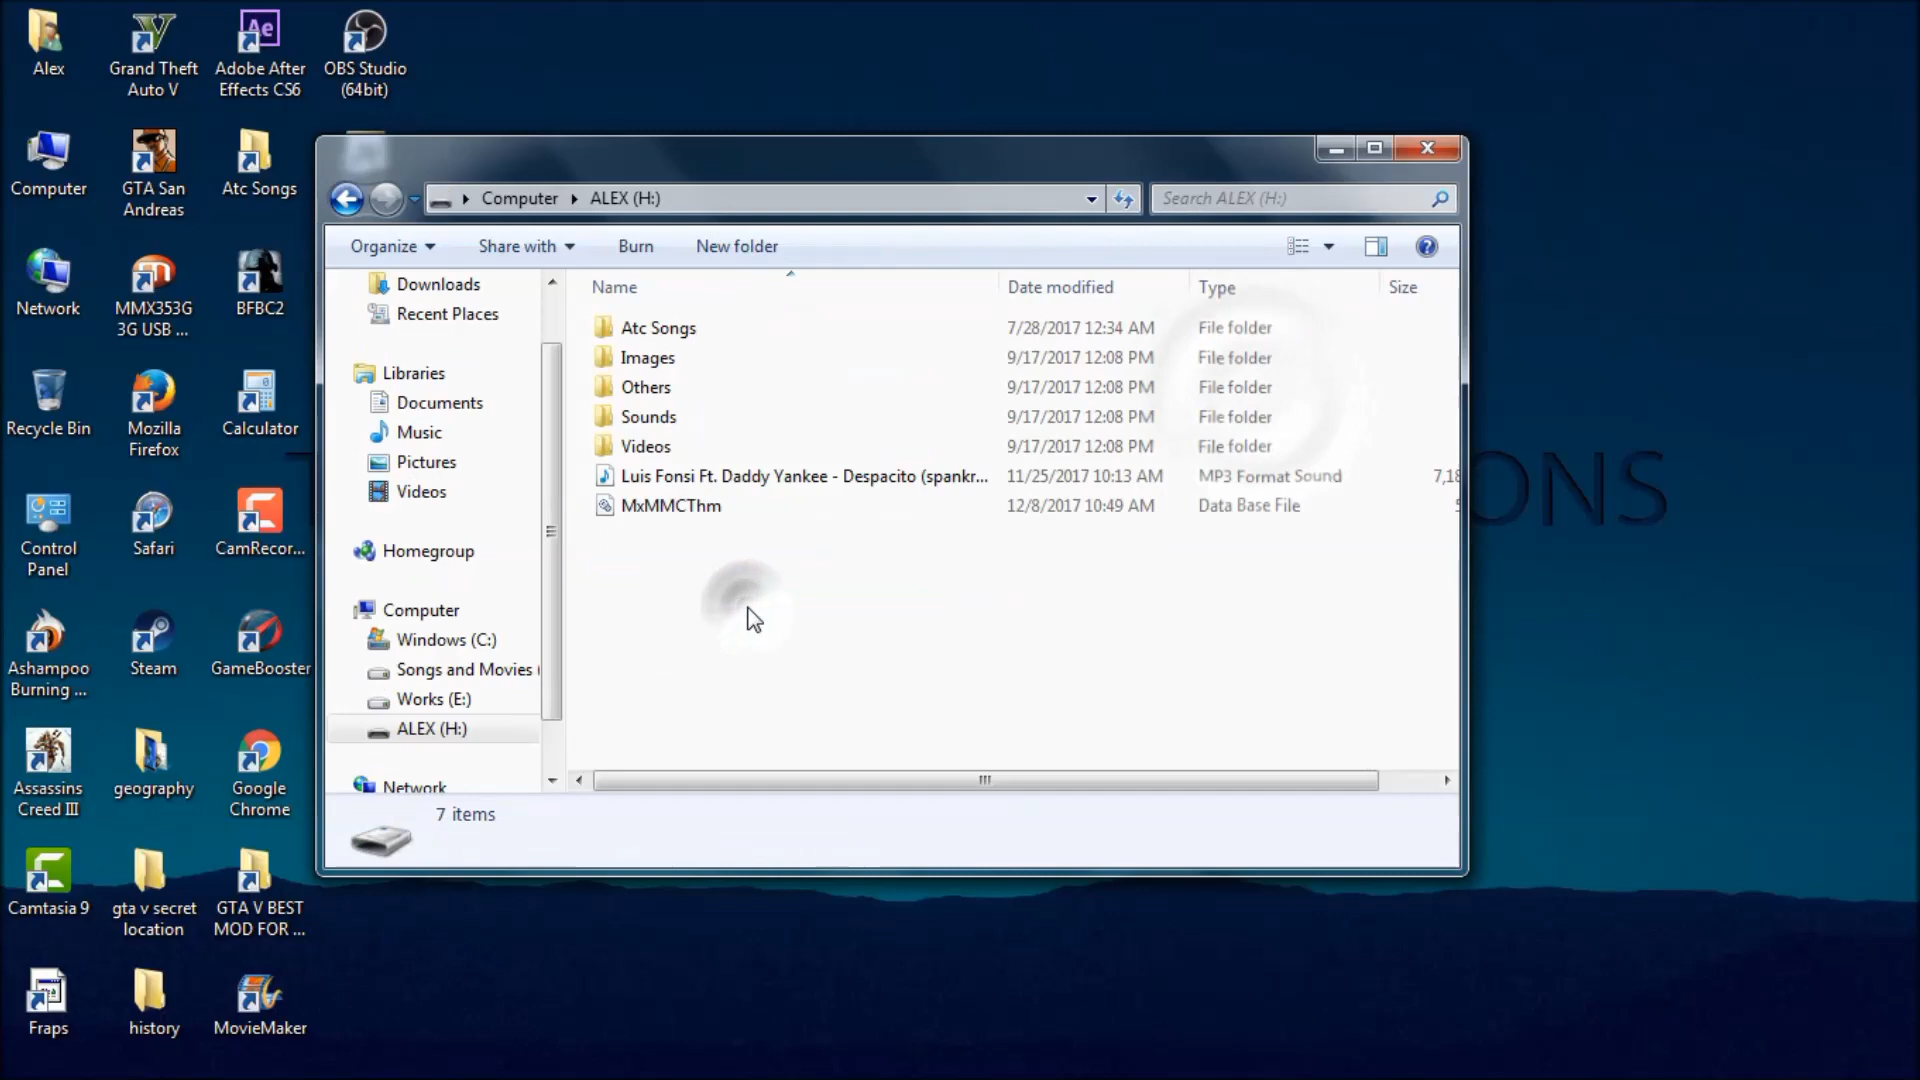 Alex
Grand Theft
Auto V
Adobe After
Effects CS6
OBS Studio
(64bit)
Computer
GTA San
Andreas
Atc Songs
Network
MMX353G
3G USB ...
BFBC2
Recycle Bin
Mozilla
Firefox
Calculator
Control
Panel
Safari
CamRecor...
Ashampoo
Burning ...
Steam
GameBooster
Assassins
Creed III
geography
Google
Chrome
Camtasia 9
gta v secret
location
GTA V BEST
MOD FOR ...
Fraps
history
MovieMaker
Computer ALEX (H:)
Search ALEX (H:)
Organize Share with Burn New folder
Downloads
Recent Places
Libraries
Documents
Music
Pictures
Videos
Homegroup
Computer
Windows (C:)
Songs and Movies (
Works (E:)
ALEX (H:)
Network
Name Date modified Type Size
Atc Songs 7/28/2017 12:34 AM File folder
Images 9/17/2017 12:08 PM File folder
Others 9/17/2017 12:08 PM File folder
Sounds 9/17/2017 12:08 PM File folder
Videos 9/17/2017 12:08 PM File folder
Luis Fonsi Ft. Daddy Yankee - Despacito (spankr... 11/25/2017 10:13 AM MP3 Format Sound 7,18
MxMMCThm 12/8/2017 10:49 AM Data Base File
7 items
ONS